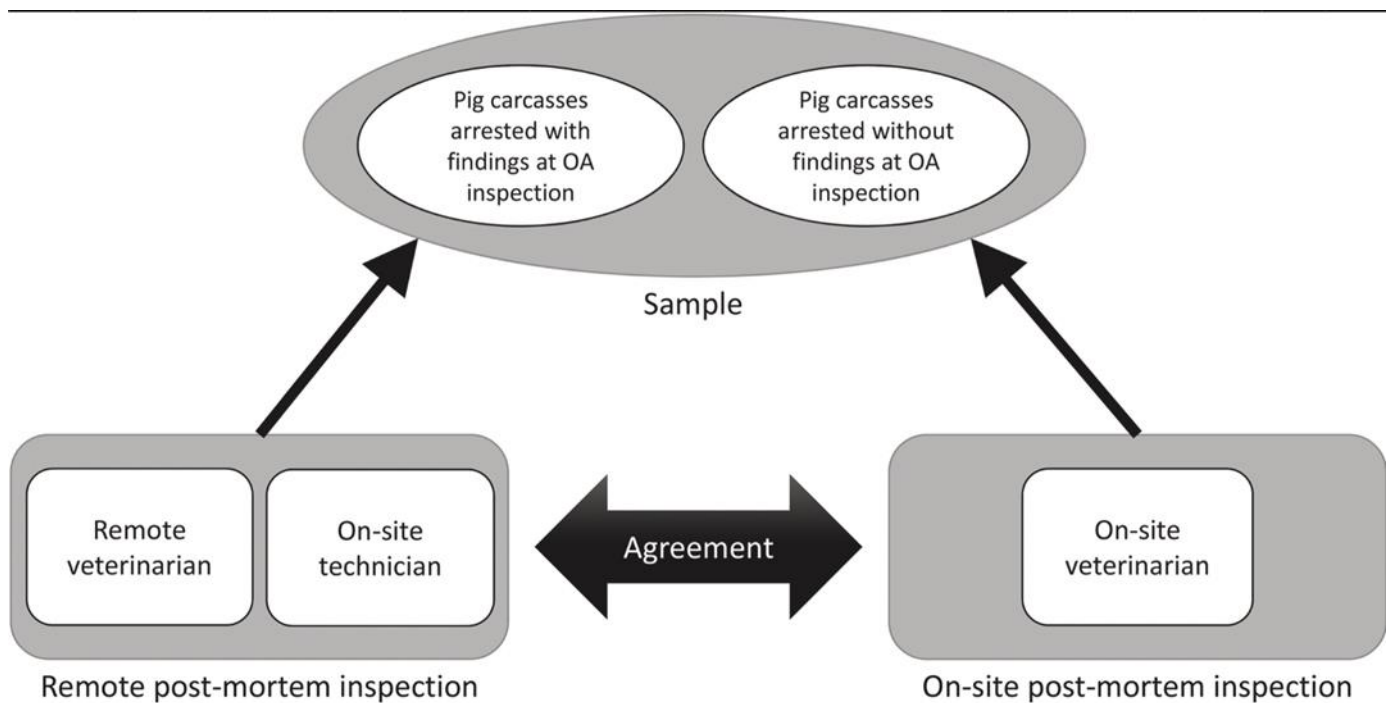 Pig carcasses
arrested with
findings at OA
inspection
Pig carcasses
arrested without
findings at OA
inspection
Sample
Remote
veterinarian
On-site
technician
Agreement
On-site
veterinarian
Remote post-mortem inspection
On-site post-mortem inspection